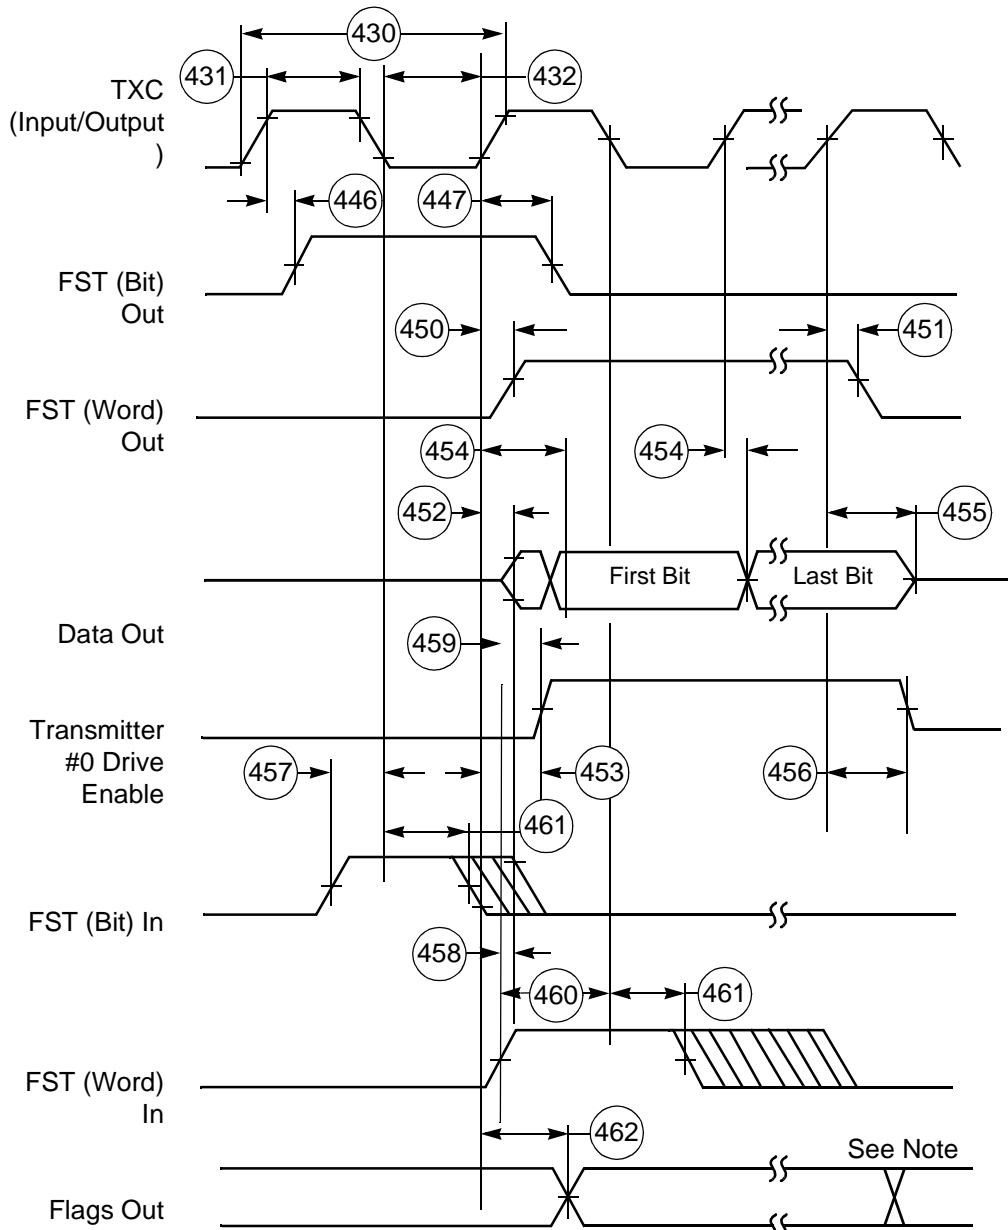 430
431
432
TXC
(Input/Output
)
446
447
FST (Bit)
Out
450
451
FST (Word)
Out
454
454
452
455
First Bit
Last Bit
Data Out
459
Transmitter
#0 Drive
Enable
457
453
456
461
FST (Bit) In
458
460
461
FST (Word)
In
462
See Note
Flags Out